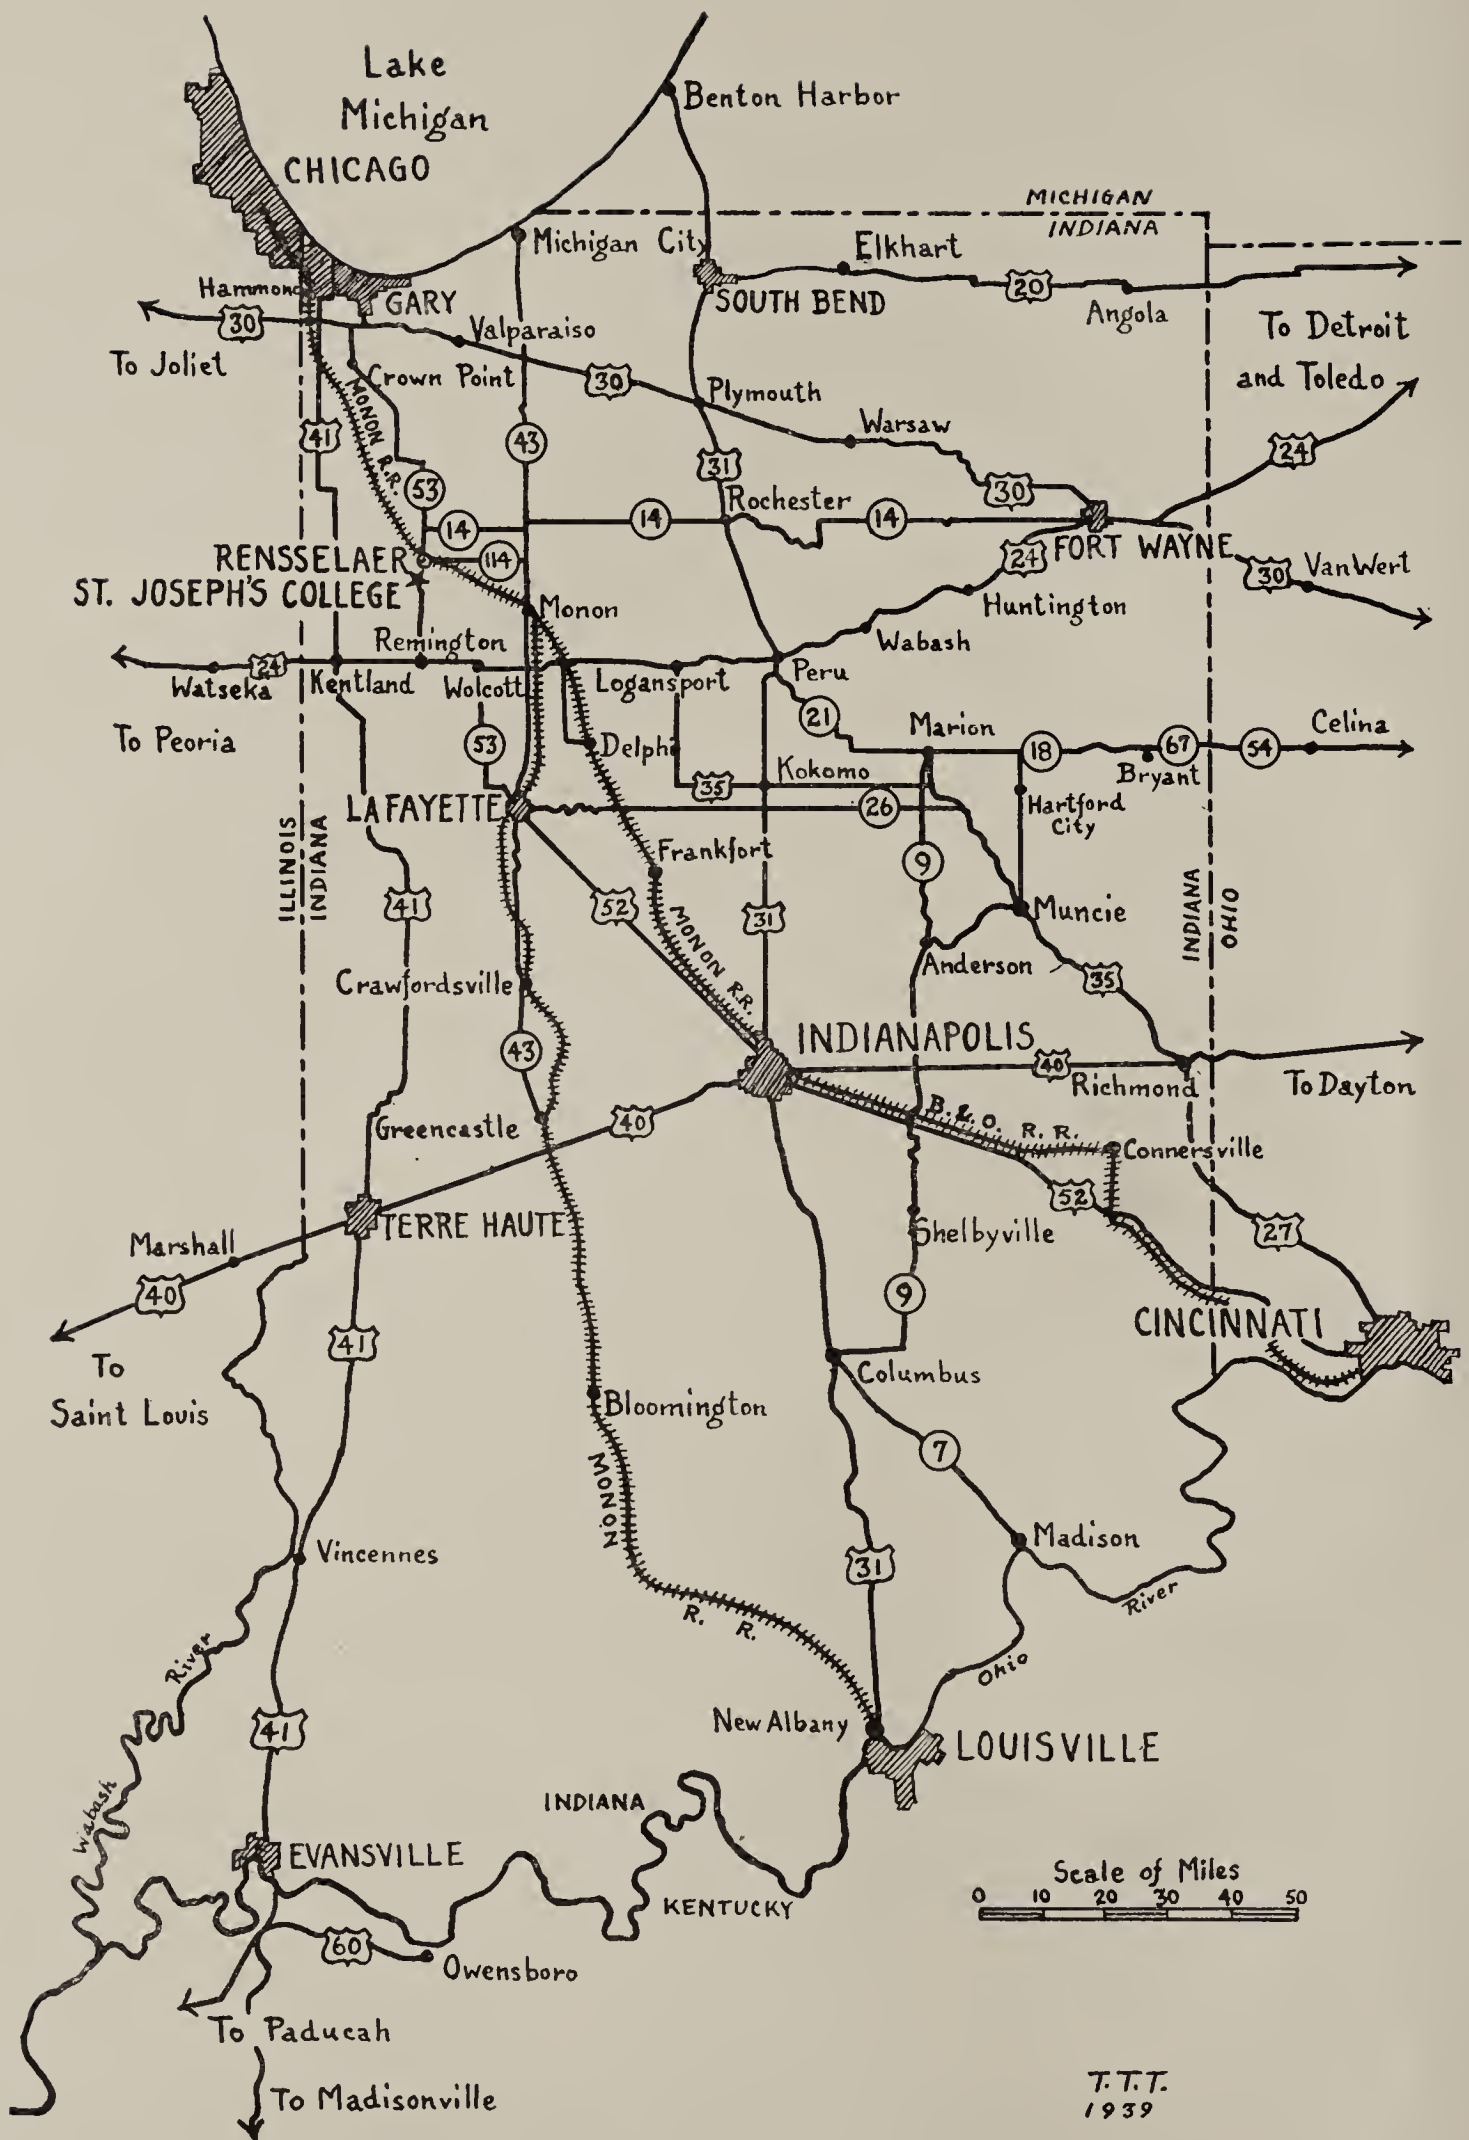 Lake
Michigan
Benton Harbor
CHICAGO
MICHIGAN
INDIANA
Michigan City
Elkhart
Hammond
GARY
SOUTH BEND
20
Angola
30
Valparaiso
To Detroit
and Toledo
To Joliet
Crown Point
30
Plymouth
MONON R.R.
Warsaw
41
43
31
24
53
30
Rochester
14
14
14
RENSSELAER
114
24
FORT WAYNE
ST. JOSEPH'S COLLEGE
30
Van Wert
Monon
Huntington
Remington
Wabash
24
Watseka
Kentland
Wolcott
Logansport
Peru
To Peoria
21
Marion
Celina
53
Delphi
18
67
54
Bryant
35
Kokomo
LAFAYETTE
26
Hartford
City
ILLINOIS
INDIANA
Frankfort
9
41
52
31
Muncie
INDIANA
OHIO
MONON R.R.
Anderson
35
Crawfordsville
INDIANAPOLIS
43
40
Richmond
To Dayton
Greencastle
40
B. & O. R. R.
Connersville
52
TERRE HAUTE
Shelbyville
27
Marshall
40
9
CINCINNATI
41
To
Saint Louis
Columbus
Bloomington
7
MONON
R. R.
Vincennes
Madison
31
River
River
Ohio
41
New Albany
LOUISVILLE
Wabash
INDIANA
EVANSVILLE
KENTUCKY
Scale of Miles
0 10 20 30 40 50
60
Owensboro
To Paducah
To Madisonville
T.T.T.
1939